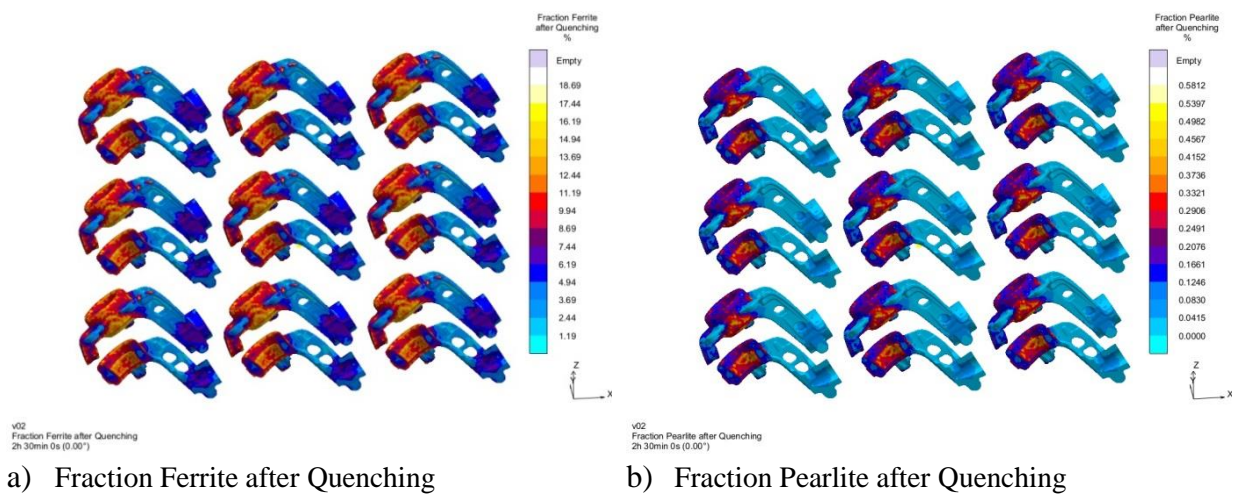 Fraction Ferrite
after Quenching
%
Empty
18.69
17.44
16.19
14.94
13.69
12.44
11.19
9.94
8.69
7.44
6.19
4.94
3.69
2.44
1.19
Z
X
v02
Fraction Ferrite after Quenching
2h 30min 0s (0.00°)
a) Fraction Ferrite after Quenching
Fraction Pearlite
after Quenching
%
Empty
0.5812
0.5397
0.4982
0.4567
0.4152
0.3736
0.3321
0.2906
0.2491
0.2076
0.1661
0.1246
0.0830
0.0415
0.0000
Z
X
v02
Fraction Pearlite after Quenching
2h 30min 0s (0.00°)
b) Fraction Pearlite after Quenching